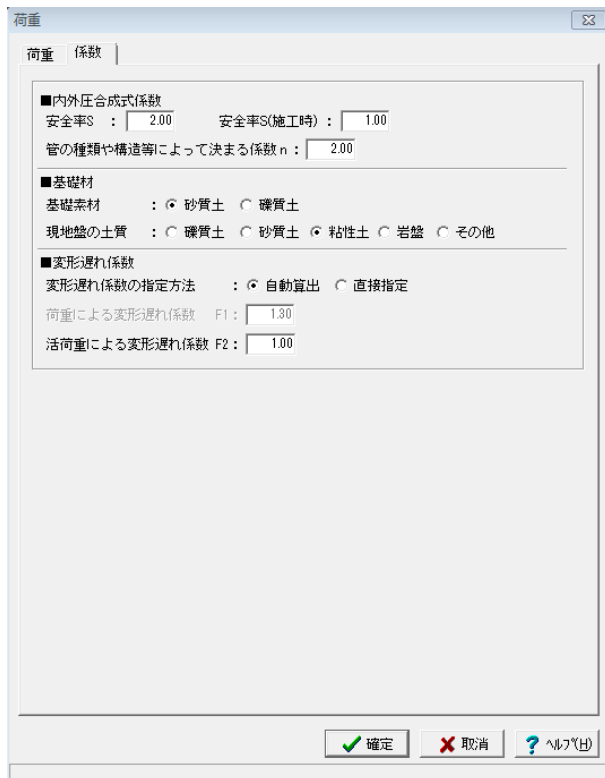 荷重
荷重 係数
■内外圧合成式係数
安全率S : 2.00 安全率S(施工時) : 1.00
管の種類や構造等によって決まる係数n : 2.00
■基礎材
基礎素材 : 砂質土 礫質土
現地盤の土質 : 礫質土 砂質土 粘性土 岩盤 その他
■変形遅れ係数
変形遅れ係数の指定方法 : 自動算出 直接指定
荷重による変形遅れ係数 F1 : 1.30
活荷重による変形遅れ係数 F2 : 1.00
確定 取消 ? ヘルプ(H)